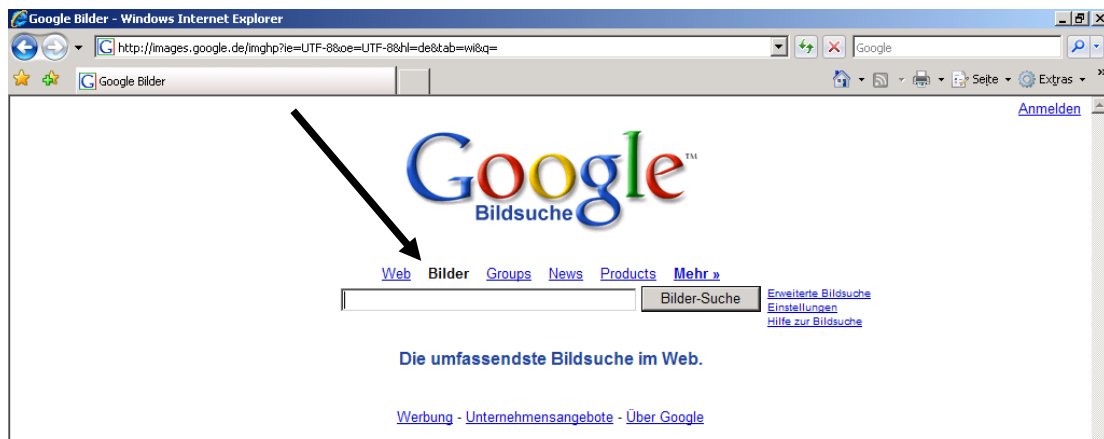 Google Bilder - Windows Internet Explorer
http://images.google.de/imghp?ie=UTF-8&oe=UTF-8&hl=de&tab=wi&q=
Google
Google Bilder
Seite
Extras
»
Anmelden
Google™
Bildsuche
Web Bilder Groups News Products Mehr »
Bilder-Suche
Erweiterte Bildsuche
Einstellungen
Hilfe zur Bildsuche
Die umfassendste Bildsuche im Web.
Werbung - Unternehmensangebote - Über Google